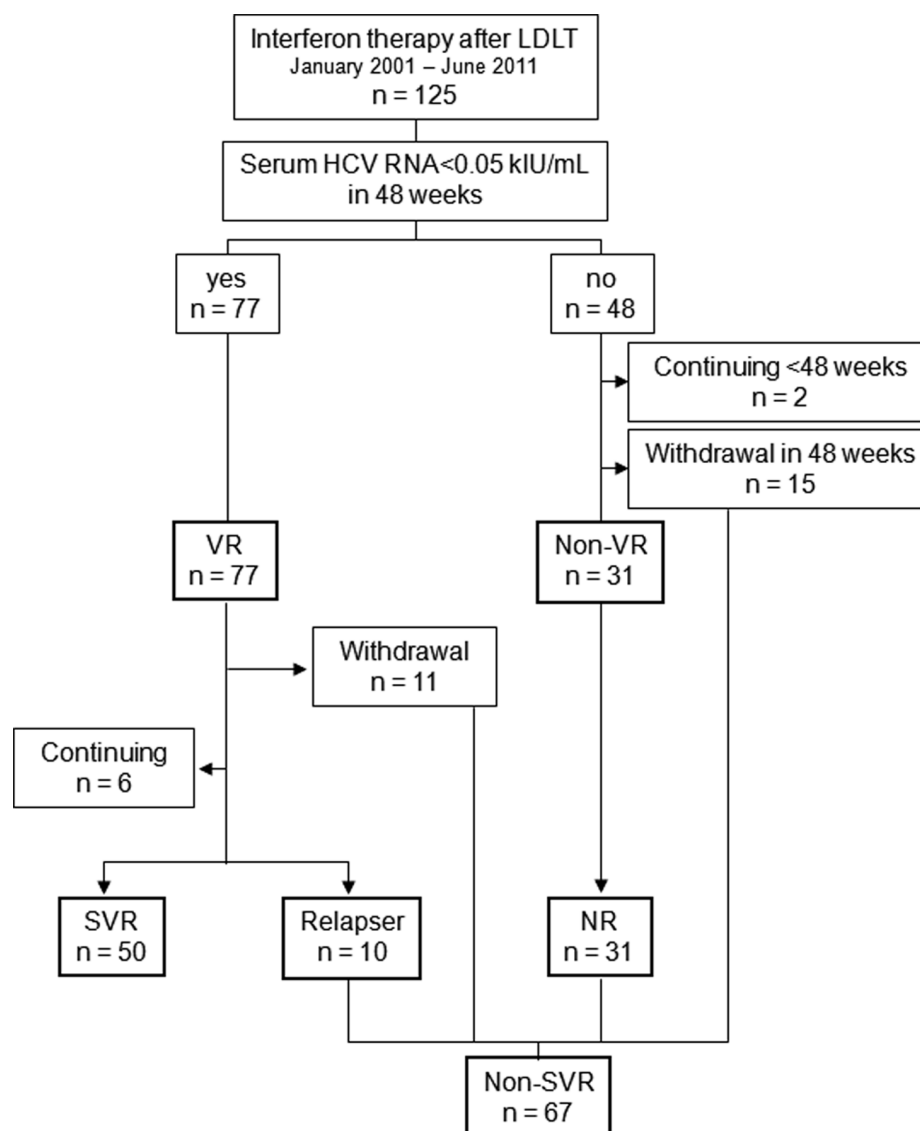 Interferon therapy after LDLT
January 2001 – June 2011
n = 125
Serum HCV RNA<0.05 kIU/mL
in 48 weeks
yes
n = 77
no
n = 48
Continuing <48 weeks
n = 2
Withdrawal in 48 weeks
n = 15
VR
n = 77
Non-VR
n = 31
Withdrawal
n = 11
Continuing
n = 6
SVR
n = 50
Relapser
n = 10
NR
n = 31
Non-SVR
n = 67